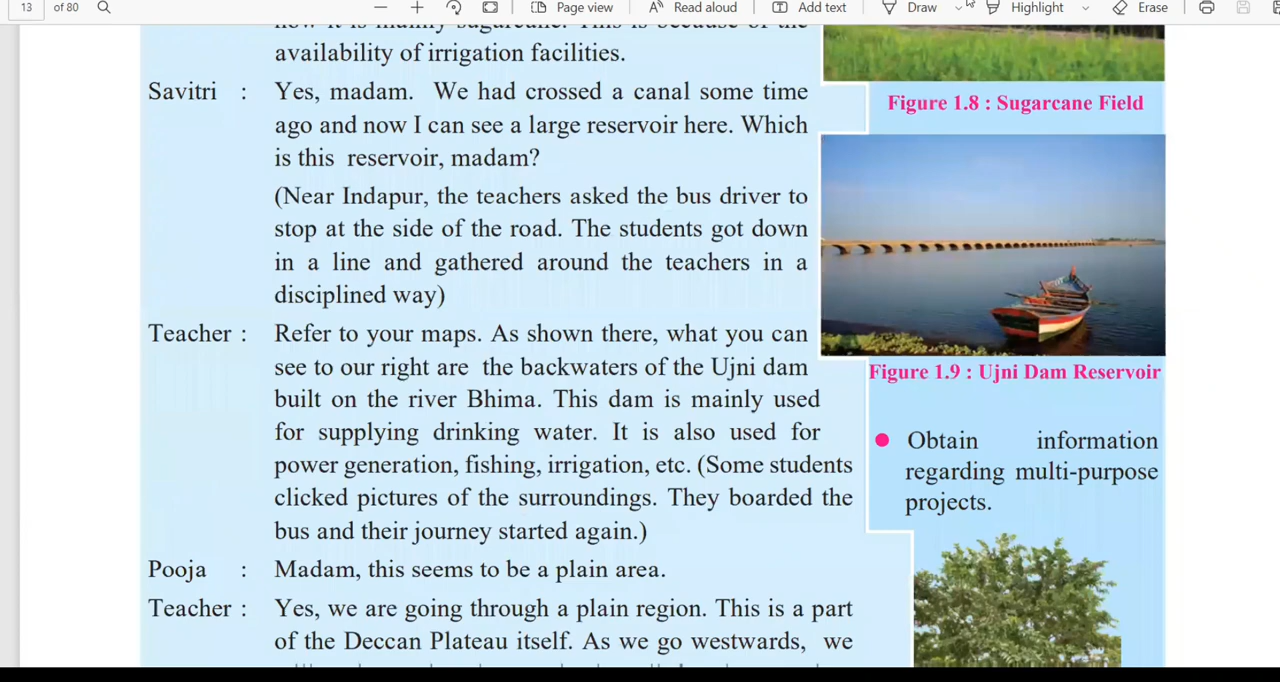 13 of 80 Page view Read aloud Add text Draw Highlight Erase
availability of irrigation facilities.
Savitri : Yes, madam. We had crossed a canal some time
ago and now I can see a large reservoir here. Which
is this reservoir, madam?
(Near Indapur, the teachers asked the bus driver to
stop at the side of the road. The students got down
in a line and gathered around the teachers in a
disciplined way)
Teacher : Refer to your maps. As shown there, what you can
see to our right are the backwaters of the Ujni dam
built on the river Bhima. This dam is mainly used
for supplying drinking water. It is also used for
power generation, fishing, irrigation, etc. (Some students
clicked pictures of the surroundings. They boarded the
bus and their journey started again.)
Pooja : Madam, this seems to be a plain area.
Teacher : Yes, we are going through a plain region. This is a part
of the Deccan Plateau itself. As we go westwards, we
Figure 1.8 : Sugarcane Field
Figure 1.9 : Ujni Dam Reservoir
Obtain information
regarding multi-purpose
projects.